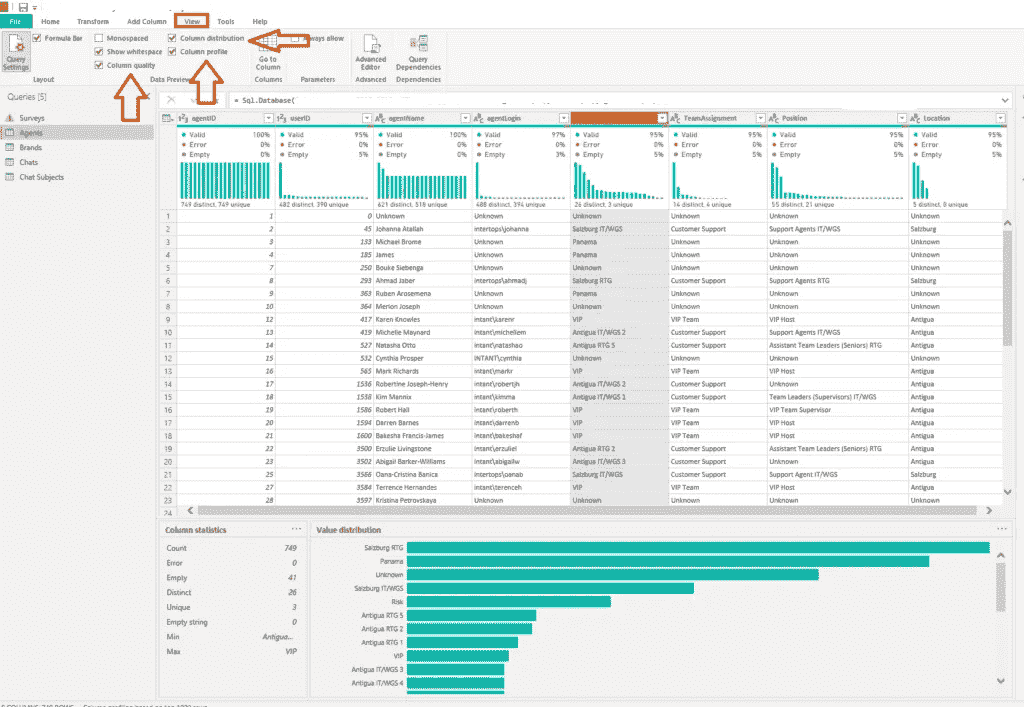 File Home Transform Add Column View Tools Help
Query Settings
Formula Bar
Monospaced
Show whitespace
Column quality
Column distribution
Column profile
Go to Column
Always allow
Advanced Editor
Query Dependencies
Layout Data Preview Columns Parameters Advanced Dependencies
Queries [5]
Surveys
Agents
Brands
Chats
Chat Subjects
= Sql.Database(
agentID userID agentName agentLogin TeamAssignment Position Location
Valid 100% Valid 95% Valid 100% Valid 97% Valid 95% Valid 95% Valid 95% Valid 95%
Error 0% Error 0% Error 0% Error 0% Error 0% Error 0% Error 0% Error 0%
Empty 0% Empty 5% Empty 0% Empty 3% Empty 5% Empty 5% Empty 5% Empty 5%
749 distinct, 749 unique 482 distinct, 390 unique 621 distinct, 518 unique 488 distinct, 394 unique 26 distinct, 3 unique 14 distinct, 4 unique 55 distinct, 21 unique 5 distinct, 0 unique
1 1 0 Unknown Unknown Unknown Unknown Unknown Unknown
2 2 45 Johanna Atallah intertops\johanna Salzburg IT/WGS Customer Support Support Agents IT/WGS Salzburg
3 3 133 Michael Brome Unknown Panama Unknown Unknown Unknown
4 4 185 James Unknown Panama Unknown Unknown Unknown
5 7 250 Bouke Siebenga Unknown Unknown Unknown Unknown Unknown
6 8 293 Ahmad Jaber intertops\ahmadj Salzburg RTG Customer Support Support Agents RTG Salzburg
7 9 363 Ruben Arosemena Unknown Panama Unknown Unknown Unknown
8 10 364 Merion Joseph Unknown Unknown Unknown Unknown Unknown
9 12 417 Karen Knowles intant\karenr VIP VIP Team VIP Host Antigua
10 13 419 Michelle Maynard intant\michellem Antigua IT/WGS 2 Customer Support Support Agents IT/WGS Antigua
11 14 527 Natasha Otto intant\natashao Antigua RTG 5 Customer Support Assistant Team Leaders (Seniors) RTG Antigua
12 15 532 Cynthia Prosper INTANT\cynthia Unknown Unknown Unknown Unknown
13 16 565 Mark Richards intant\markr VIP VIP Team VIP Host Antigua
14 17 1536 Robertine Joseph-Henry intant\robertjh Antigua IT/WGS 2 Customer Support Unknown Antigua
15 18 1538 Kim Mannix intant\kimma Antigua IT/WGS 1 Customer Support Team Leaders (Supervisors) IT/WGS Antigua
16 19 1586 Robert Hall intant\roberth VIP VIP Team VIP Team Supervisor Antigua
17 20 1594 Darren Barnes intant\darrenb VIP VIP Team VIP Host Antigua
18 21 1600 Bakesha Francis-James intant\bakeshaf VIP VIP Team VIP Host Antigua
19 22 3500 Erzulie Livingstone intant\erzuliel Antigua RTG 2 Customer Support Assistant Team Leaders (Seniors) RTG Antigua
20 23 3502 Abigail Barker-Williams intant\abigailw Antigua IT/WGS 3 Customer Support Unknown Antigua
21 25 3566 Oana-Cristina Banica intertops\oanab Salzburg IT/WGS Customer Support Support Agent IT/WGS Salzburg
22 27 3584 Terrence Hernandes intant\terenceh VIP VIP Team VIP Host Antigua
23 28 3597 Kristina Petrovskaya Unknown Unknown Unknown Unknown Unknown
24
Column statistics
Count 749
Error 0
Empty 41
Distinct 26
Unique 3
Empty string 0
Min Antigua...
Max VIP
Value distribution
Salzburg RTG
Panama
Unknown
Salzburg IT/WGS
Risk
Antigua RTG 5
Antigua RTG 2
Antigua RTG 1
VIP
Antigua IT/WGS 3
Antigua IT/WGS 4